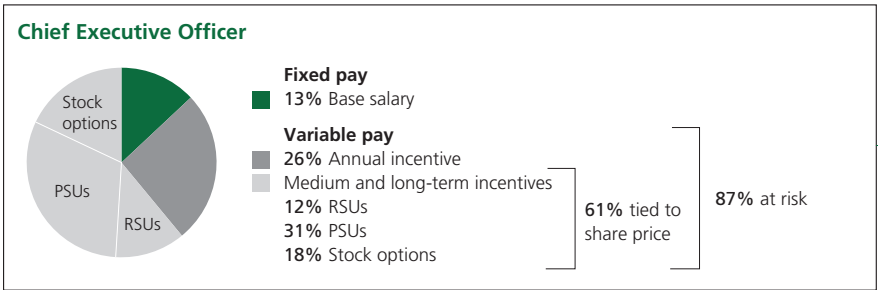 Chief Executive Officer
Stock
options
PSUs
RSUs
Fixed pay
13% Base salary
Variable pay
26% Annual incentive
Medium and long-term incentives
12% RSUs
31% PSUs
18% Stock options
61% tied to
share price
87% at risk